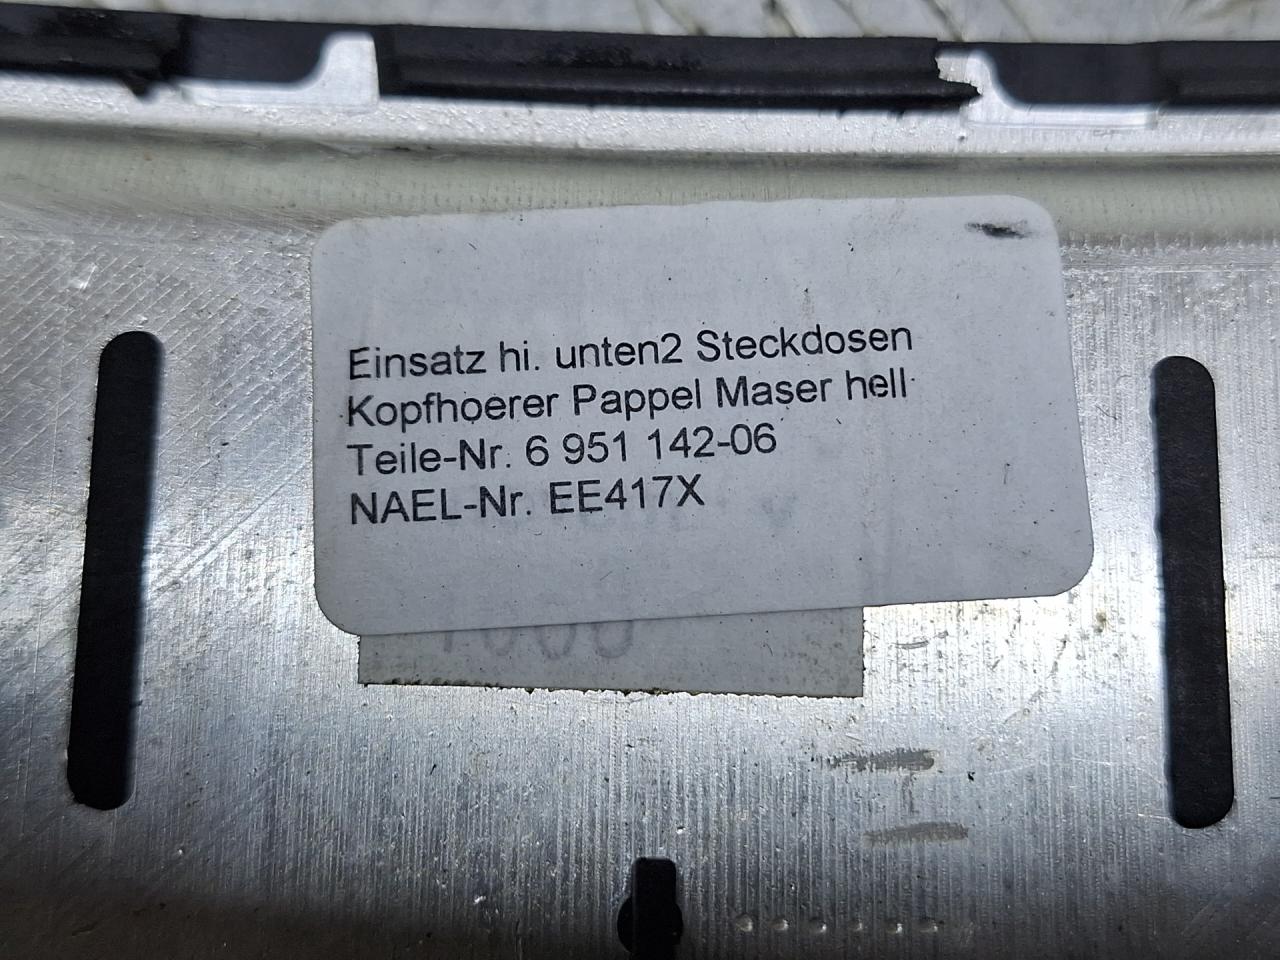 Einsatz hi. unten2 Steckdosen
Kopfhoerer Pappel Maser hell
Teile-Nr. 6 951 142-06
NAEL-Nr. EE417X